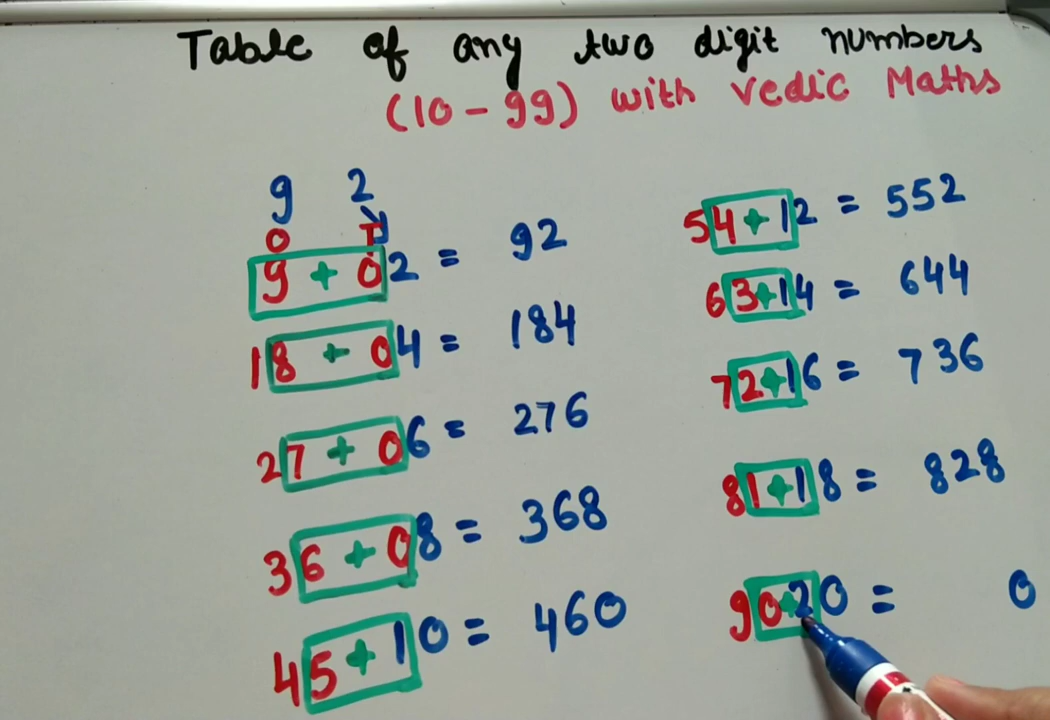 Table of any two digit numbers
(10-99) with vedic Maths
9 2
0 T
9 + 02 = 92
18 + 04 = 184
27 + 06 = 276
36 + 08 = 368
45 + 10 = 460
54 + 12 = 552
63+14 = 644
72+16 = 736
81+18 = 828
90+20 = 0